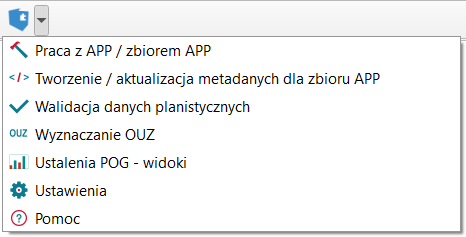 Praca z APP / zbiorem APP
</> Tworzenie / aktualizacja metadanych dla zbioru APP
Walidacja danych planistycznych
OUZ Wyznaczanie OUZ
Ustalenia POG - widoki
Ustawienia
? Pomoc